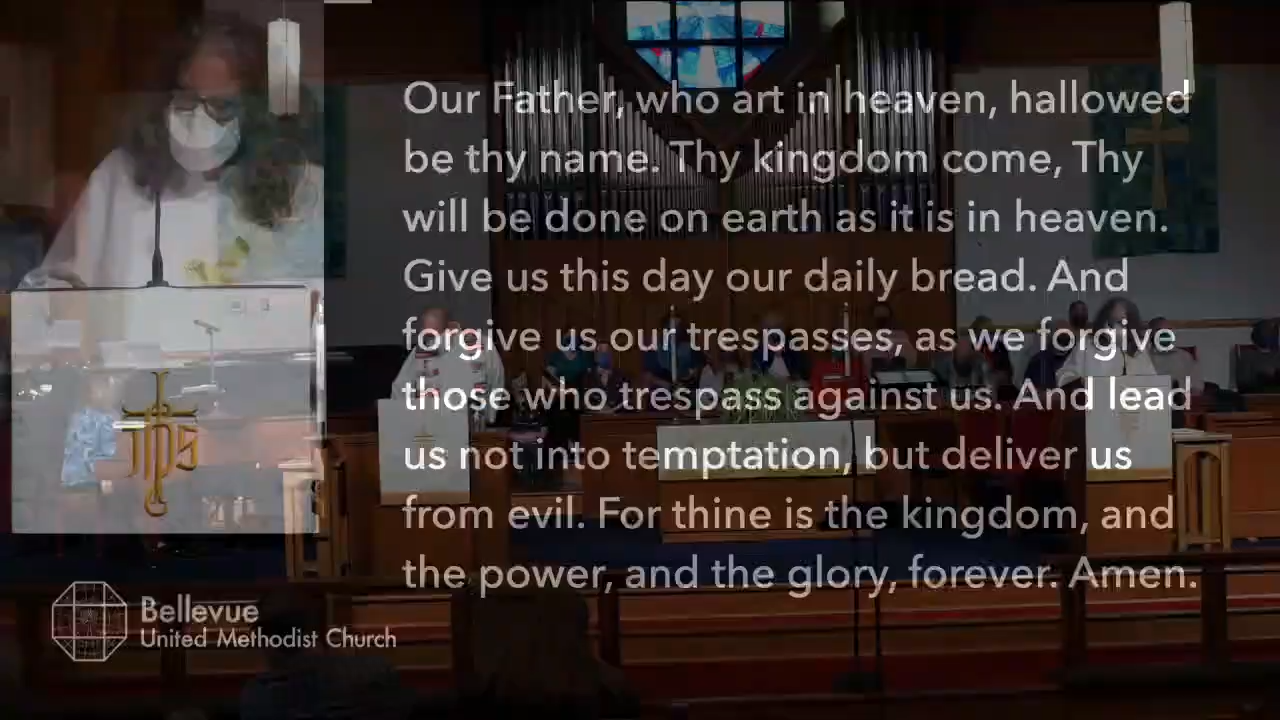 Our Father, who art in heaven, hallowed
be thy name. Thy kingdom come, Thy
will be done on earth as it is in heaven.
Give us this day our daily bread. And
forgive us our trespasses, as we forgive
those who trespass against us. And lead
us not into temptation, but deliver us
from evil. For thine is the kingdom, and
the power, and the glory, forever. Amen.
IHS
Bellevue
United Methodist Church